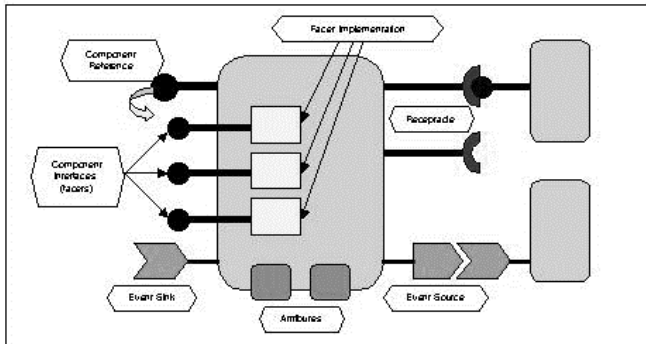 Component
Reference
Facet Implementation
Receptacle
Component
Interfaces
(facets)
Event Sink
Attributes
Event Source